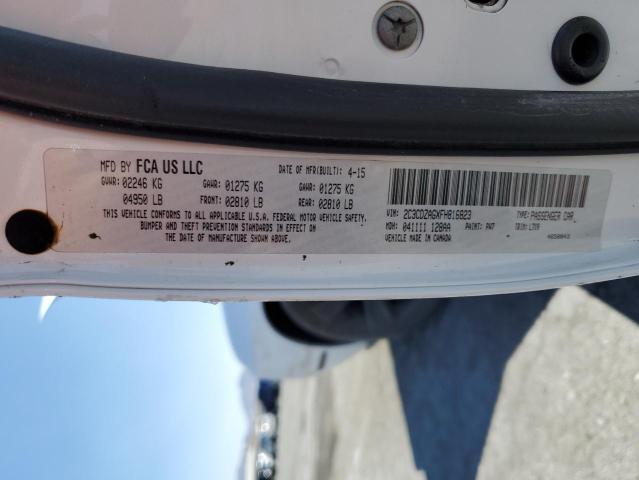 MFD BY FCA US LLC
DATE OF MFR(BUILT): 4-15
GVWR: 02246 KG GAWR: 01275 KG GAWR: 01275 KG
04950 LB FRONT: 02810 LB REAR: 02810 LB
THIS VEHICLE CONFORMS TO ALL APPLICABLE U.S.A. FEDERAL MOTOR VEHICLE SAFETY,
BUMPER AND THEFT PREVENTION STANDARDS IN EFFECT ON
THE DATE OF MANUFACTURE SHOWN ABOVE.
VIN: 2C3CDZAGXFH816823 TYPE: PASSENGER CAR
MDH: 041111 128AA PAINT: PW7 TRIM:
VEHICLE MADE IN CANADA